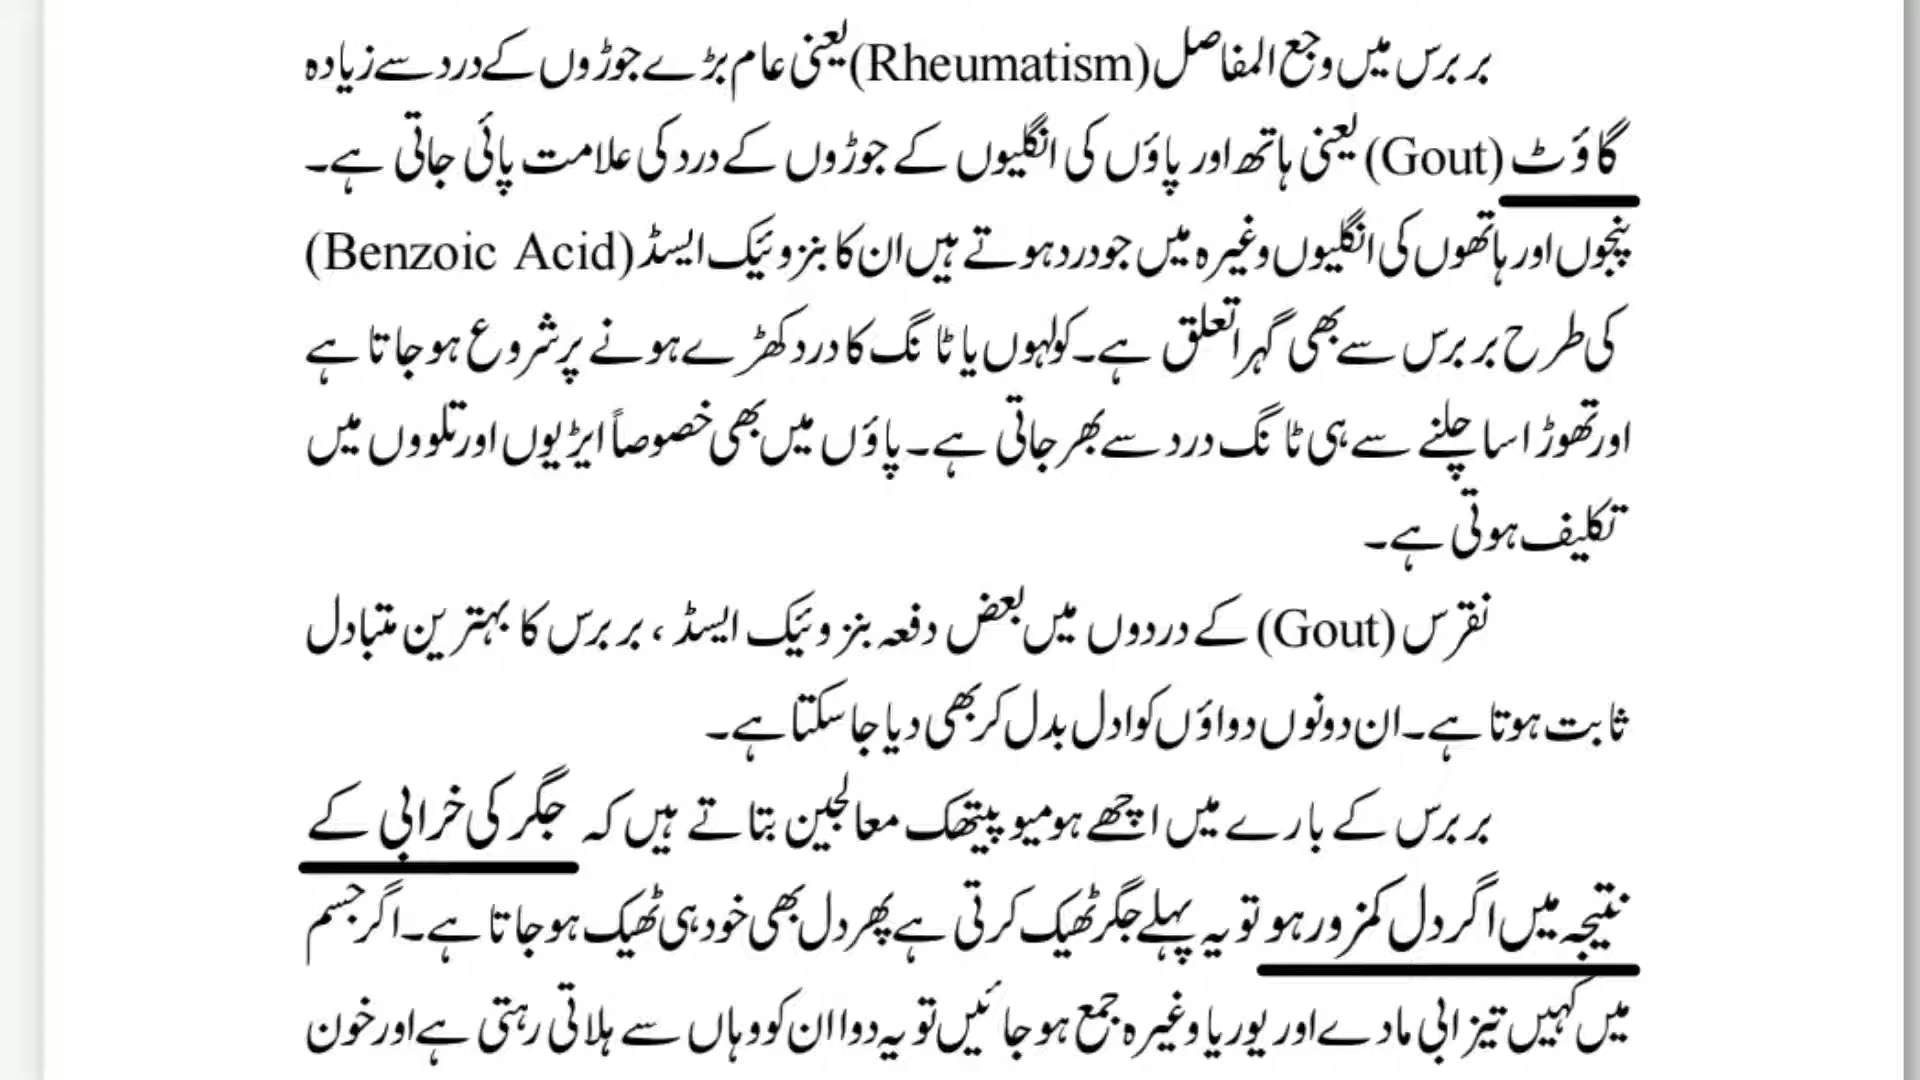 بربرس میں وجع المفاصل (Rheumatism) یعنی عام بڑے جوڑوں کے درد سے زیادہ
گاؤٹ (Gout) یعنی ہاتھ اور پاؤں کی انگلیوں کے جوڑوں کے درد کی علامت پائی جاتی ہے۔
پنجوں اور ہاتھوں کی انگلیوں وغیرہ میں جو درد ہوتے ہیں ان کا بنزوئیک ایسڈ (Benzoic Acid)
کی طرح بربرس سے بھی گہرا تعلق ہے۔ کولہوں یا ٹانگ کا درد کھڑے ہونے پر شروع ہو جاتا ہے
اور تھوڑا سا چلنے سے ہی ٹانگ درد سے بھر جاتی ہے۔ پاؤں میں بھی خصوصاً ایڑیوں اور تلووں میں
تکلیف ہوتی ہے۔
نقرس (Gout) کے دردوں میں بعض دفعہ بنزوئیک ایسڈ، بربرس کا بہترین متبادل
ثابت ہوتا ہے۔ ان دونوں دواؤں کو ادل بدل کر بھی دیا جا سکتا ہے۔
بربرس کے بارے میں اچھے ہومیوپیتھک معالجین بتاتے ہیں کہ جگر کی خرابی کے
نتیجہ میں اگر دل کمزور ہو تو یہ پہلے جگر ٹھیک کرتی ہے پھر دل بھی خود ہی ٹھیک ہو جاتا ہے۔ اگر جسم
میں کہیں تیزابی مادے اور یوریا وغیرہ جمع ہو جائیں تو یہ دوا ان کو وہاں سے ہلاتی رہتی ہے اور خون